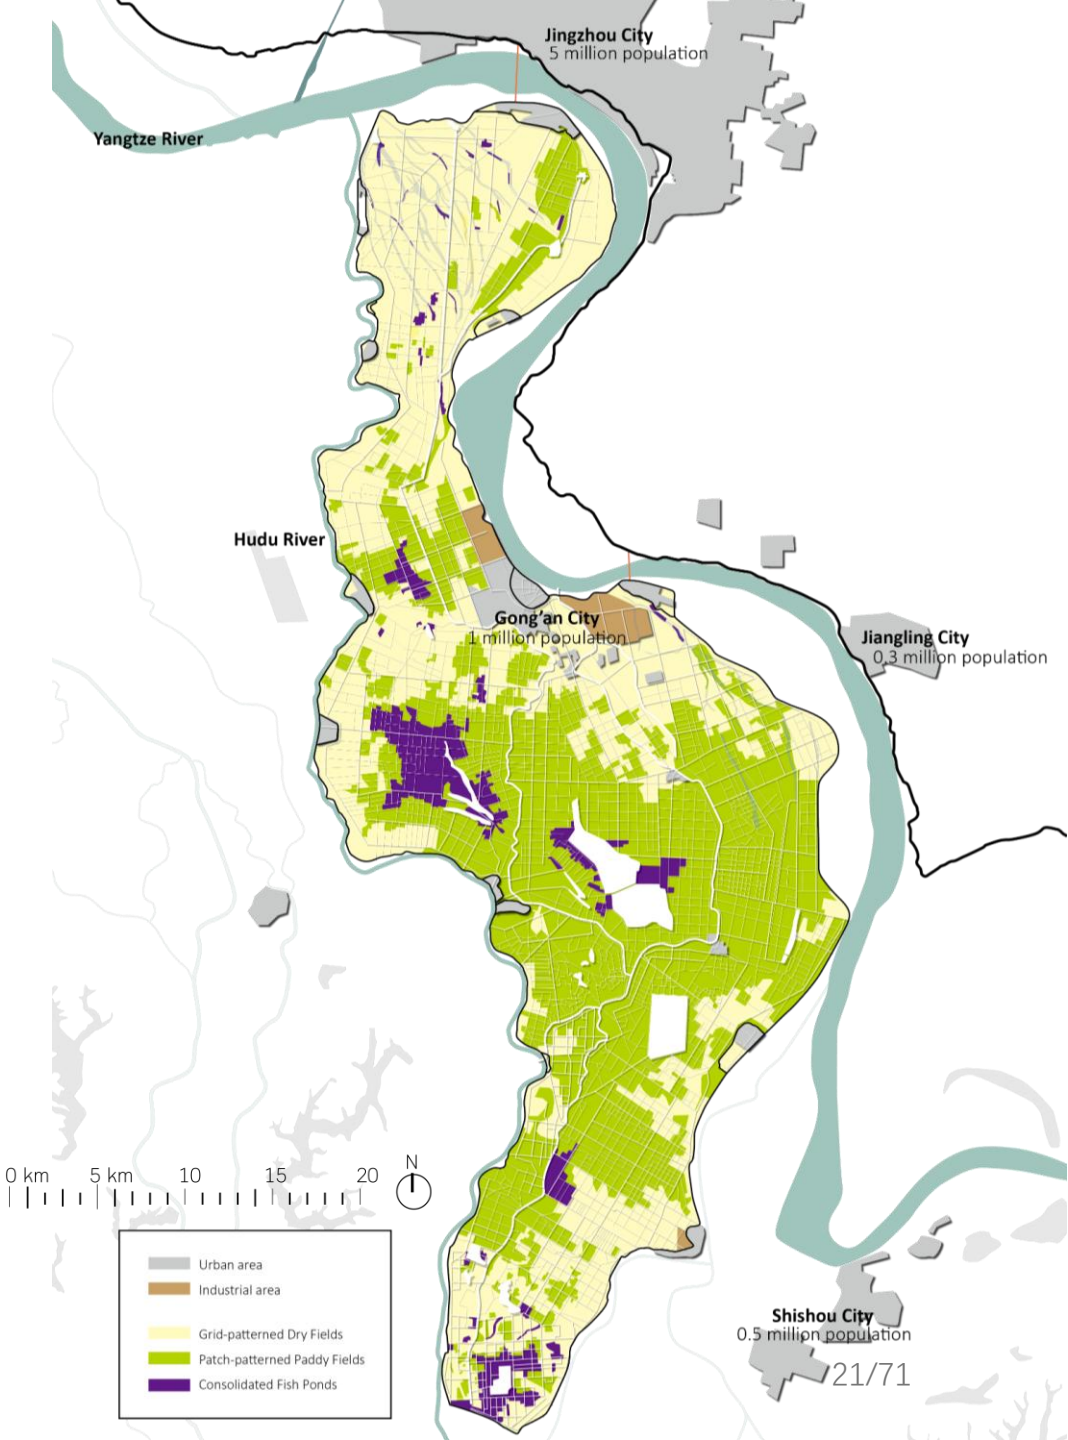 Jingzhou City
5 million population
Yangtze River
Hudu River
Gong'an City
1 million population
Jiangling City
0.3 million population
0 km 5 km 10 15 20
N
Urban area
Industrial area
Grid-patterned Dry Fields
Patch-patterned Paddy Fields
Consolidated Fish Ponds
Shishou City
0.5 million population
21/71